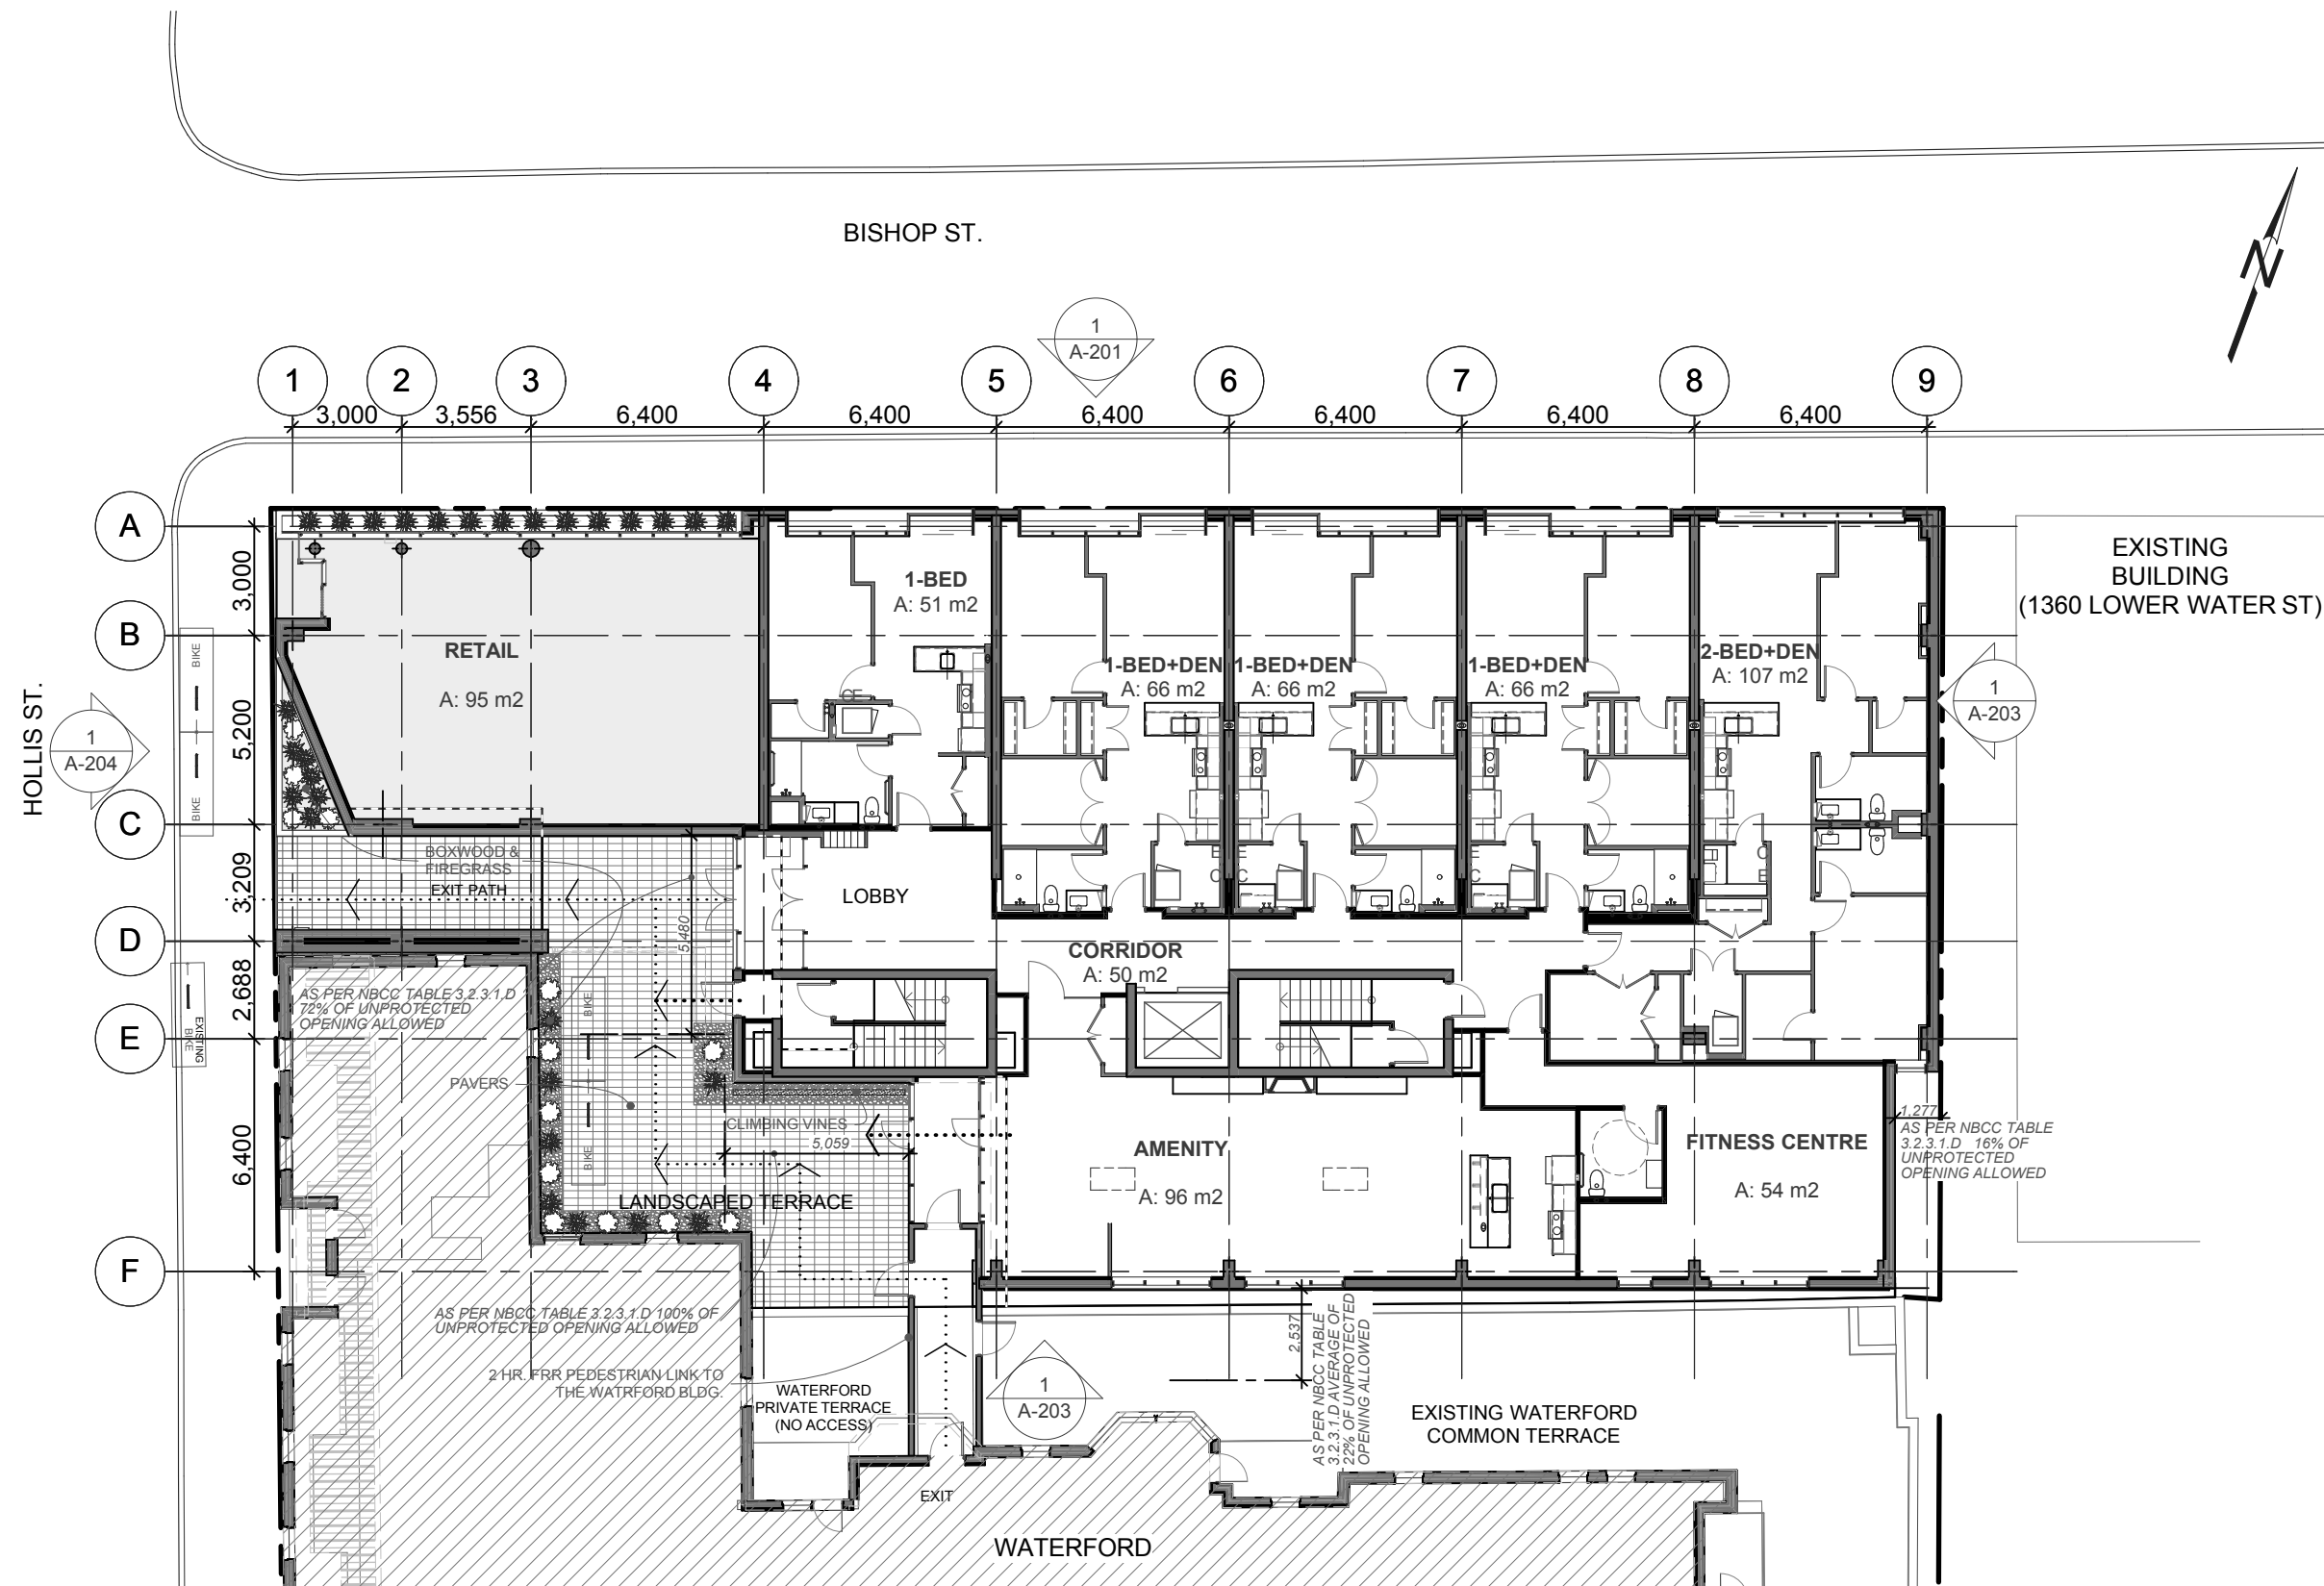 BISHOP ST.
N
1
A-201
1
2
3
4
5
6
7
8
9
3,000
3,556
6,400
6,400
6,400
6,400
6,400
6,400
A
B
C
D
E
F
3,000
5,200
3,209
2,688
6,400
HOLLIS ST.
1
A-204
BIKE
BIKE
EXISTING
BIKE
RETAIL
A: 95 m2
1-BED
A: 51 m2
1-BED+DEN
A: 66 m2
1-BED+DEN
A: 66 m2
1-BED+DEN
A: 66 m2
2-BED+DEN
A: 107 m2
EXISTING
BUILDING
(1360 LOWER WATER ST)
1
A-203
BOXWOOD &
FIREGRASS
EXIT PATH
LOBBY
5,480
CORRIDOR
A: 50 m2
AS PER NBCC TABLE 3.2.3.1.D
72% OF UNPROTECTED
OPENING ALLOWED
BIKE
BIKE
PAVERS
CLIMBING VINES
5,059
LANDSCAPED TERRACE
AMENITY
A: 96 m2
FITNESS CENTRE
A: 54 m2
1,277
AS PER NBCC TABLE
3.2.3.1.D 16% OF
UNPROTECTED
OPENING ALLOWED
AS PER NBCC TABLE 3.2.3.1.D 100% OF
UNPROTECTED OPENING ALLOWED
2 HR. FRR PEDESTRIAN LINK TO
THE WATRFORD BLDG.
WATERFORD
PRIVATE TERRACE
(NO ACCESS)
1
A-203
2,537
AS PER NBCC TABLE
3.2.3.1.D AVERAGE OF
22% OF UNPROTECTED
OPENING ALLOWED
EXISTING WATERFORD
COMMON TERRACE
EXIT
WATERFORD